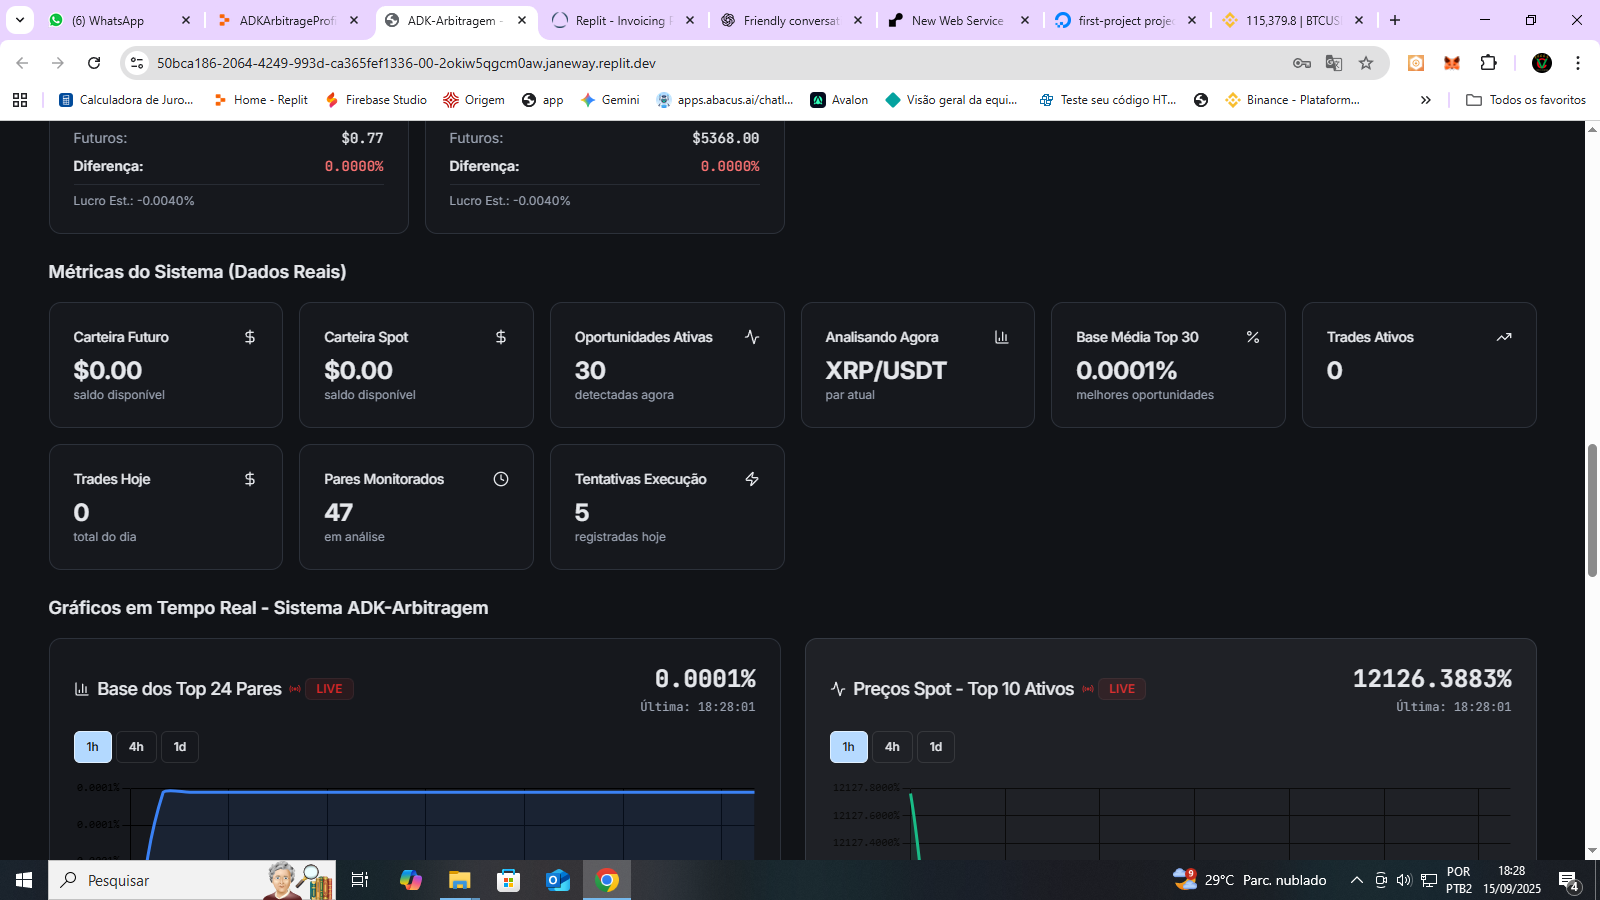 (6) WhatsApp
ADKArbitrageProfi
ADK-Arbitragem -
Replit - Invoicing F
Friendly conversat
New Web Service
first-project proje
115,379.8 | BTCUS
50bca186-2064-4249-993d-ca365fef1336-00-2okiw5qgcm0aw.janeway.replit.dev
Calculadora de Juro...
Home - Replit
Firebase Studio
Origem
app
Gemini
apps.abacus.ai/chatl...
Avalon
Visão geral da equi...
Teste seu código HT...
Binance - Plataform...
Todos os favoritos
Futuros: $0.77
Diferença: 0.0000%
Lucro Est.: -0.0040%
Futuros: $5368.00
Diferença: 0.0000%
Lucro Est.: -0.0040%
Métricas do Sistema (Dados Reais)
Carteira Futuro
$0.00
saldo disponível
Carteira Spot
$0.00
saldo disponível
Oportunidades Ativas
30
detectadas agora
Analisando Agora
XRP/USDT
par atual
Base Média Top 30
0.0001%
melhores oportunidades
Trades Ativos
0
Trades Hoje
0
total do dia
Pares Monitorados
47
em análise
Tentativas Execução
5
registradas hoje
Gráficos em Tempo Real - Sistema ADK-Arbitragem
Base dos Top 24 Pares LIVE
0.0001%
Última: 18:28:01
1h 4h 1d
0.0001%
0.0001%
Preços Spot - Top 10 Ativos LIVE
12126.3883%
Última: 18:28:01
1h 4h 1d
12127.8000%
12127.6000%
12127.4000%
Pesquisar
9
29°C Parc. nublado
POR
PTB2
18:28
15/09/2025
4